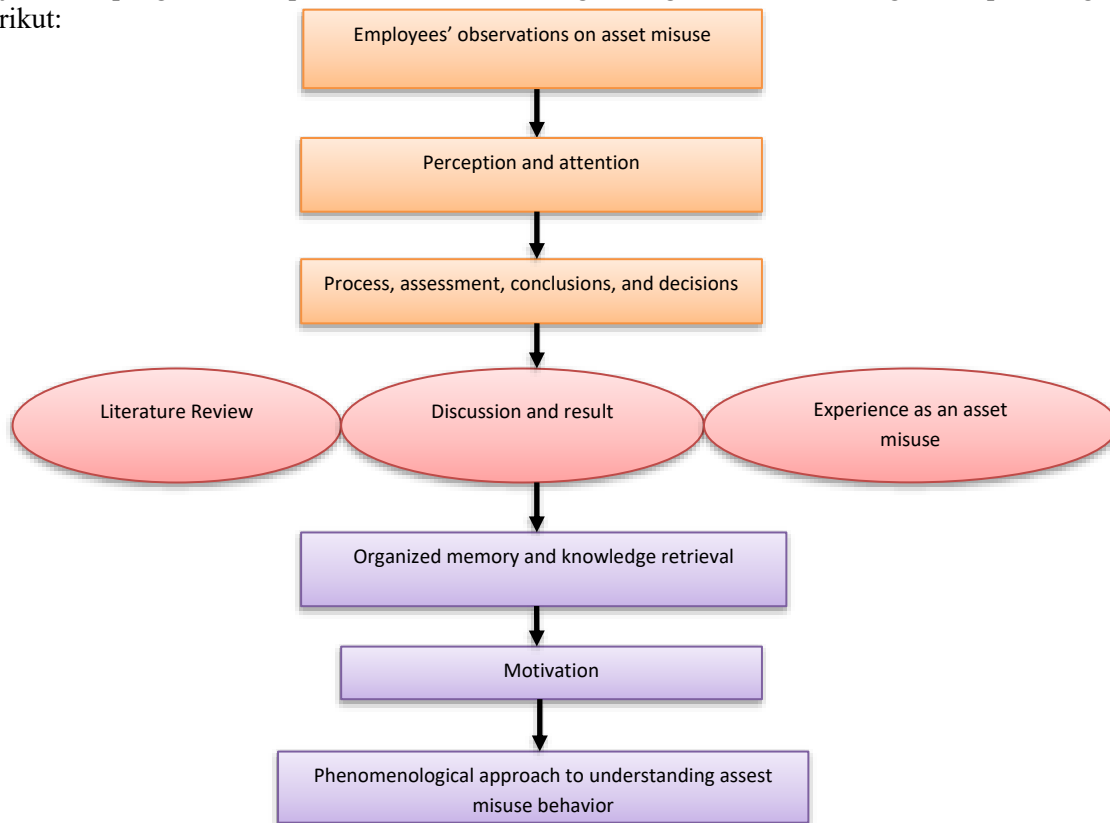 rikut:
Employees’ observations on asset misuse
Perception and attention
Process, assessment, conclusions, and decisions
Literature Review
Discussion and result
Experience as an asset
misuse
Organized memory and knowledge retrieval
Motivation
Phenomenological approach to understanding assest
misuse behavior